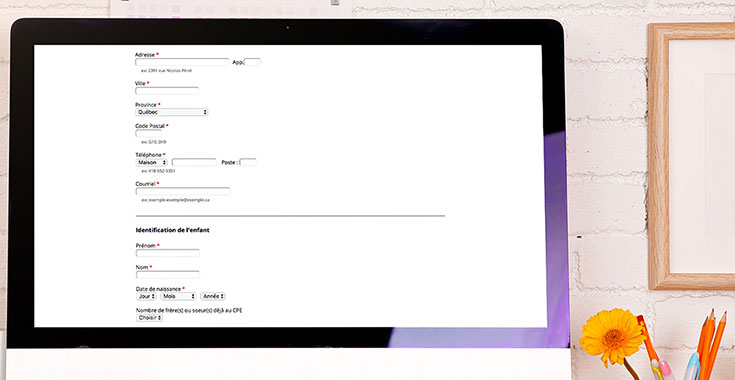 Adresse *
App:
ex: 2391 rue Nicolas Pinel
Ville *
Province *
Québec
Code Postal *
ex: G1G 2H9
Téléphone *
Maison Poste :
ex: 418 652-9351
Courriel *
ex: exemple.exemple@exemple.ca
Identification de l'enfant
Prénom *
Nom *
Date de naissance *
Jour Mois Année
Nombre de frère(s) ou soeur(s) déjà au CPE
Choisir